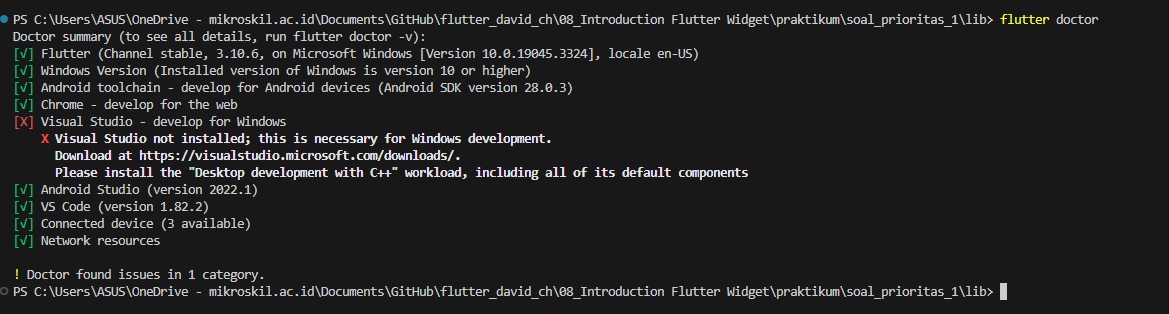 PS C:\Users\ASUS\OneDrive - mikroskil.ac.id\Documents\GitHub\flutter_david_ch\08_Introduction Flutter Widget\praktikum\soal_prioritas_1\lib> flutter doctor
Doctor summary (to see all details, run flutter doctor -v):
[√] Flutter (Channel stable, 3.10.6, on Microsoft Windows [Version 10.0.19045.3324], locale en-US)
[√] Windows Version (Installed version of Windows is version 10 or higher)
[√] Android toolchain - develop for Android devices (Android SDK version 28.0.3)
[√] Chrome - develop for the web
[X] Visual Studio - develop for Windows
X Visual Studio not installed; this is necessary for Windows development.
Download at https://visualstudio.microsoft.com/downloads/.
Please install the "Desktop development with C++" workload, including all of its default components
[√] Android Studio (version 2022.1)
[√] VS Code (version 1.82.2)
[√] Connected device (3 available)
[√] Network resources
! Doctor found issues in 1 category.
PS C:\Users\ASUS\OneDrive - mikroskil.ac.id\Documents\GitHub\flutter_david_ch\08_Introduction Flutter Widget\praktikum\soal_prioritas_1\lib>